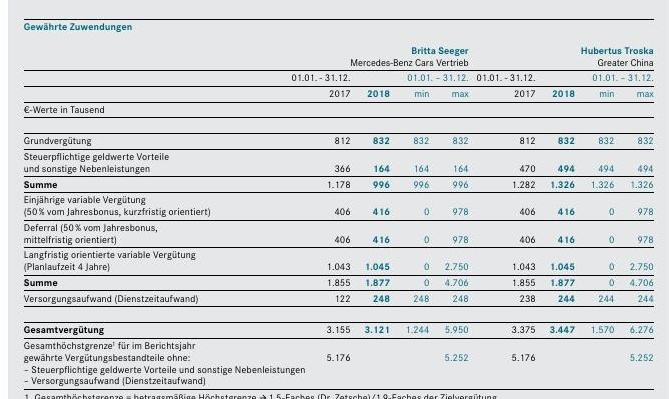 Gewährte Zuwendungen
Britta Seeger Hubertus Troska
Mercedes-Benz Cars Vertrieb Greater China
01.01. - 31.12. 01.01. - 31.12. 01.01. - 31.12. 01.01. - 31.12.
2017 2018 min max 2017 2018 min max
€-Werte in Tausend
Grundvergütung 812 832 832 832 812 832 832 832
Steuerpflichtige geldwerte Vorteile
und sonstige Nebenleistungen 366 164 164 164 470 494 494 494
Summe 1.178 996 996 996 1.282 1.326 1.326 1.326
Einjährige variable Vergütung
(50 % vom Jahresbonus, kurzfristig orientiert) 406 416 0 978 406 416 0 978
Deferral (50 % vom Jahresbonus,
mittelfristig orientiert) 406 416 0 978 406 416 0 978
Langfristig orientierte variable Vergütung
(Planlaufzeit 4 Jahre) 1.043 1.045 0 2.750 1.043 1.045 0 2.750
Summe 1.855 1.877 0 4.706 1.855 1.877 0 4.706
Versorgungsaufwand (Dienstzeitaufwand) 122 248 248 248 238 244 244 244
Gesamtvergütung 3.155 3.121 1.244 5.950 3.375 3.447 1.570 6.276
Gesamthöchstgrenze¹ für im Berichtsjahr
gewährte Vergütungsbestandteile ohne: 5.176 5.252 5.176 5.252
– Steuerpflichtige geldwerte Vorteile und sonstige Nebenleistungen
– Versorgungsaufwand (Dienstzeitaufwand)
1 Gesamthöchstgrenze = betragsmäßige Höchstgrenze → 1,5-Faches (Dr. Zetsche)/1,9-Faches der Zielvergütung